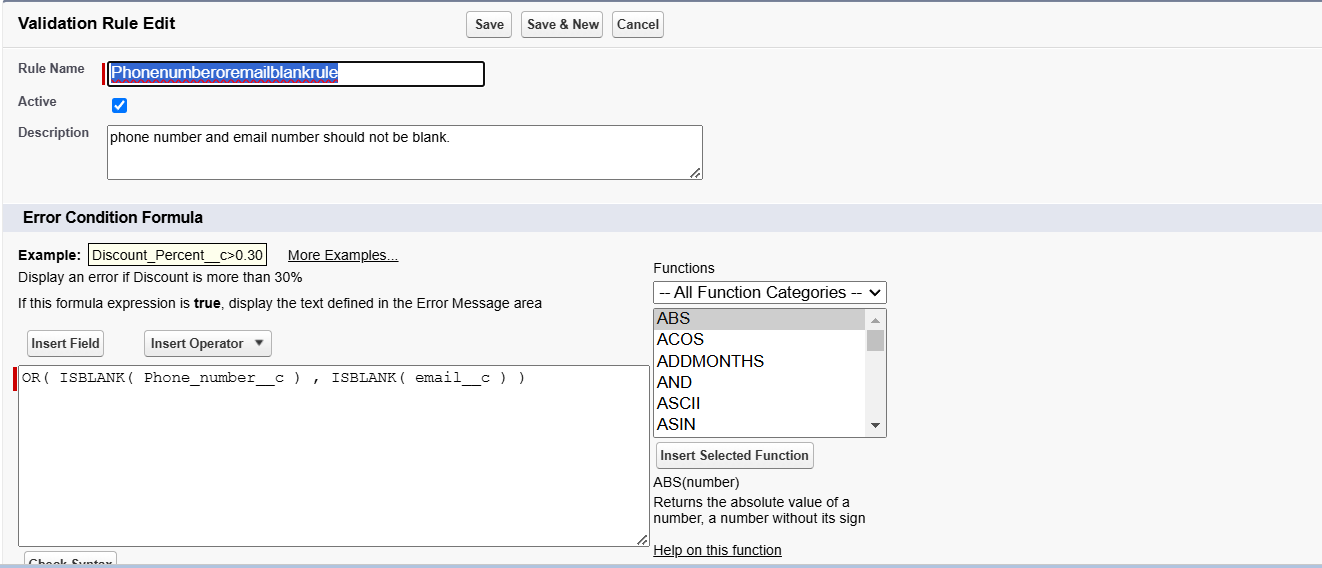 Validation Rule Edit
Save
Save & New
Cancel
Rule Name
Phonenumberoremailblankrule
Active
Description
phone number and email number should not be blank.
Error Condition Formula
Example:
Discount_Percent__c>0.30
More Examples...
Display an error if Discount is more than 30%
If this formula expression is true, display the text defined in the Error Message area
Insert Field
Insert Operator
OR( ISBLANK( Phone_number__c ) , ISBLANK( email__c ) )
Functions
-- All Function Categories --
ABS
ACOS
ADDMONTHS
AND
ASCII
ASIN
Insert Selected Function
ABS(number)
Returns the absolute value of a
number, a number without its sign
Help on this function
Check Syntax